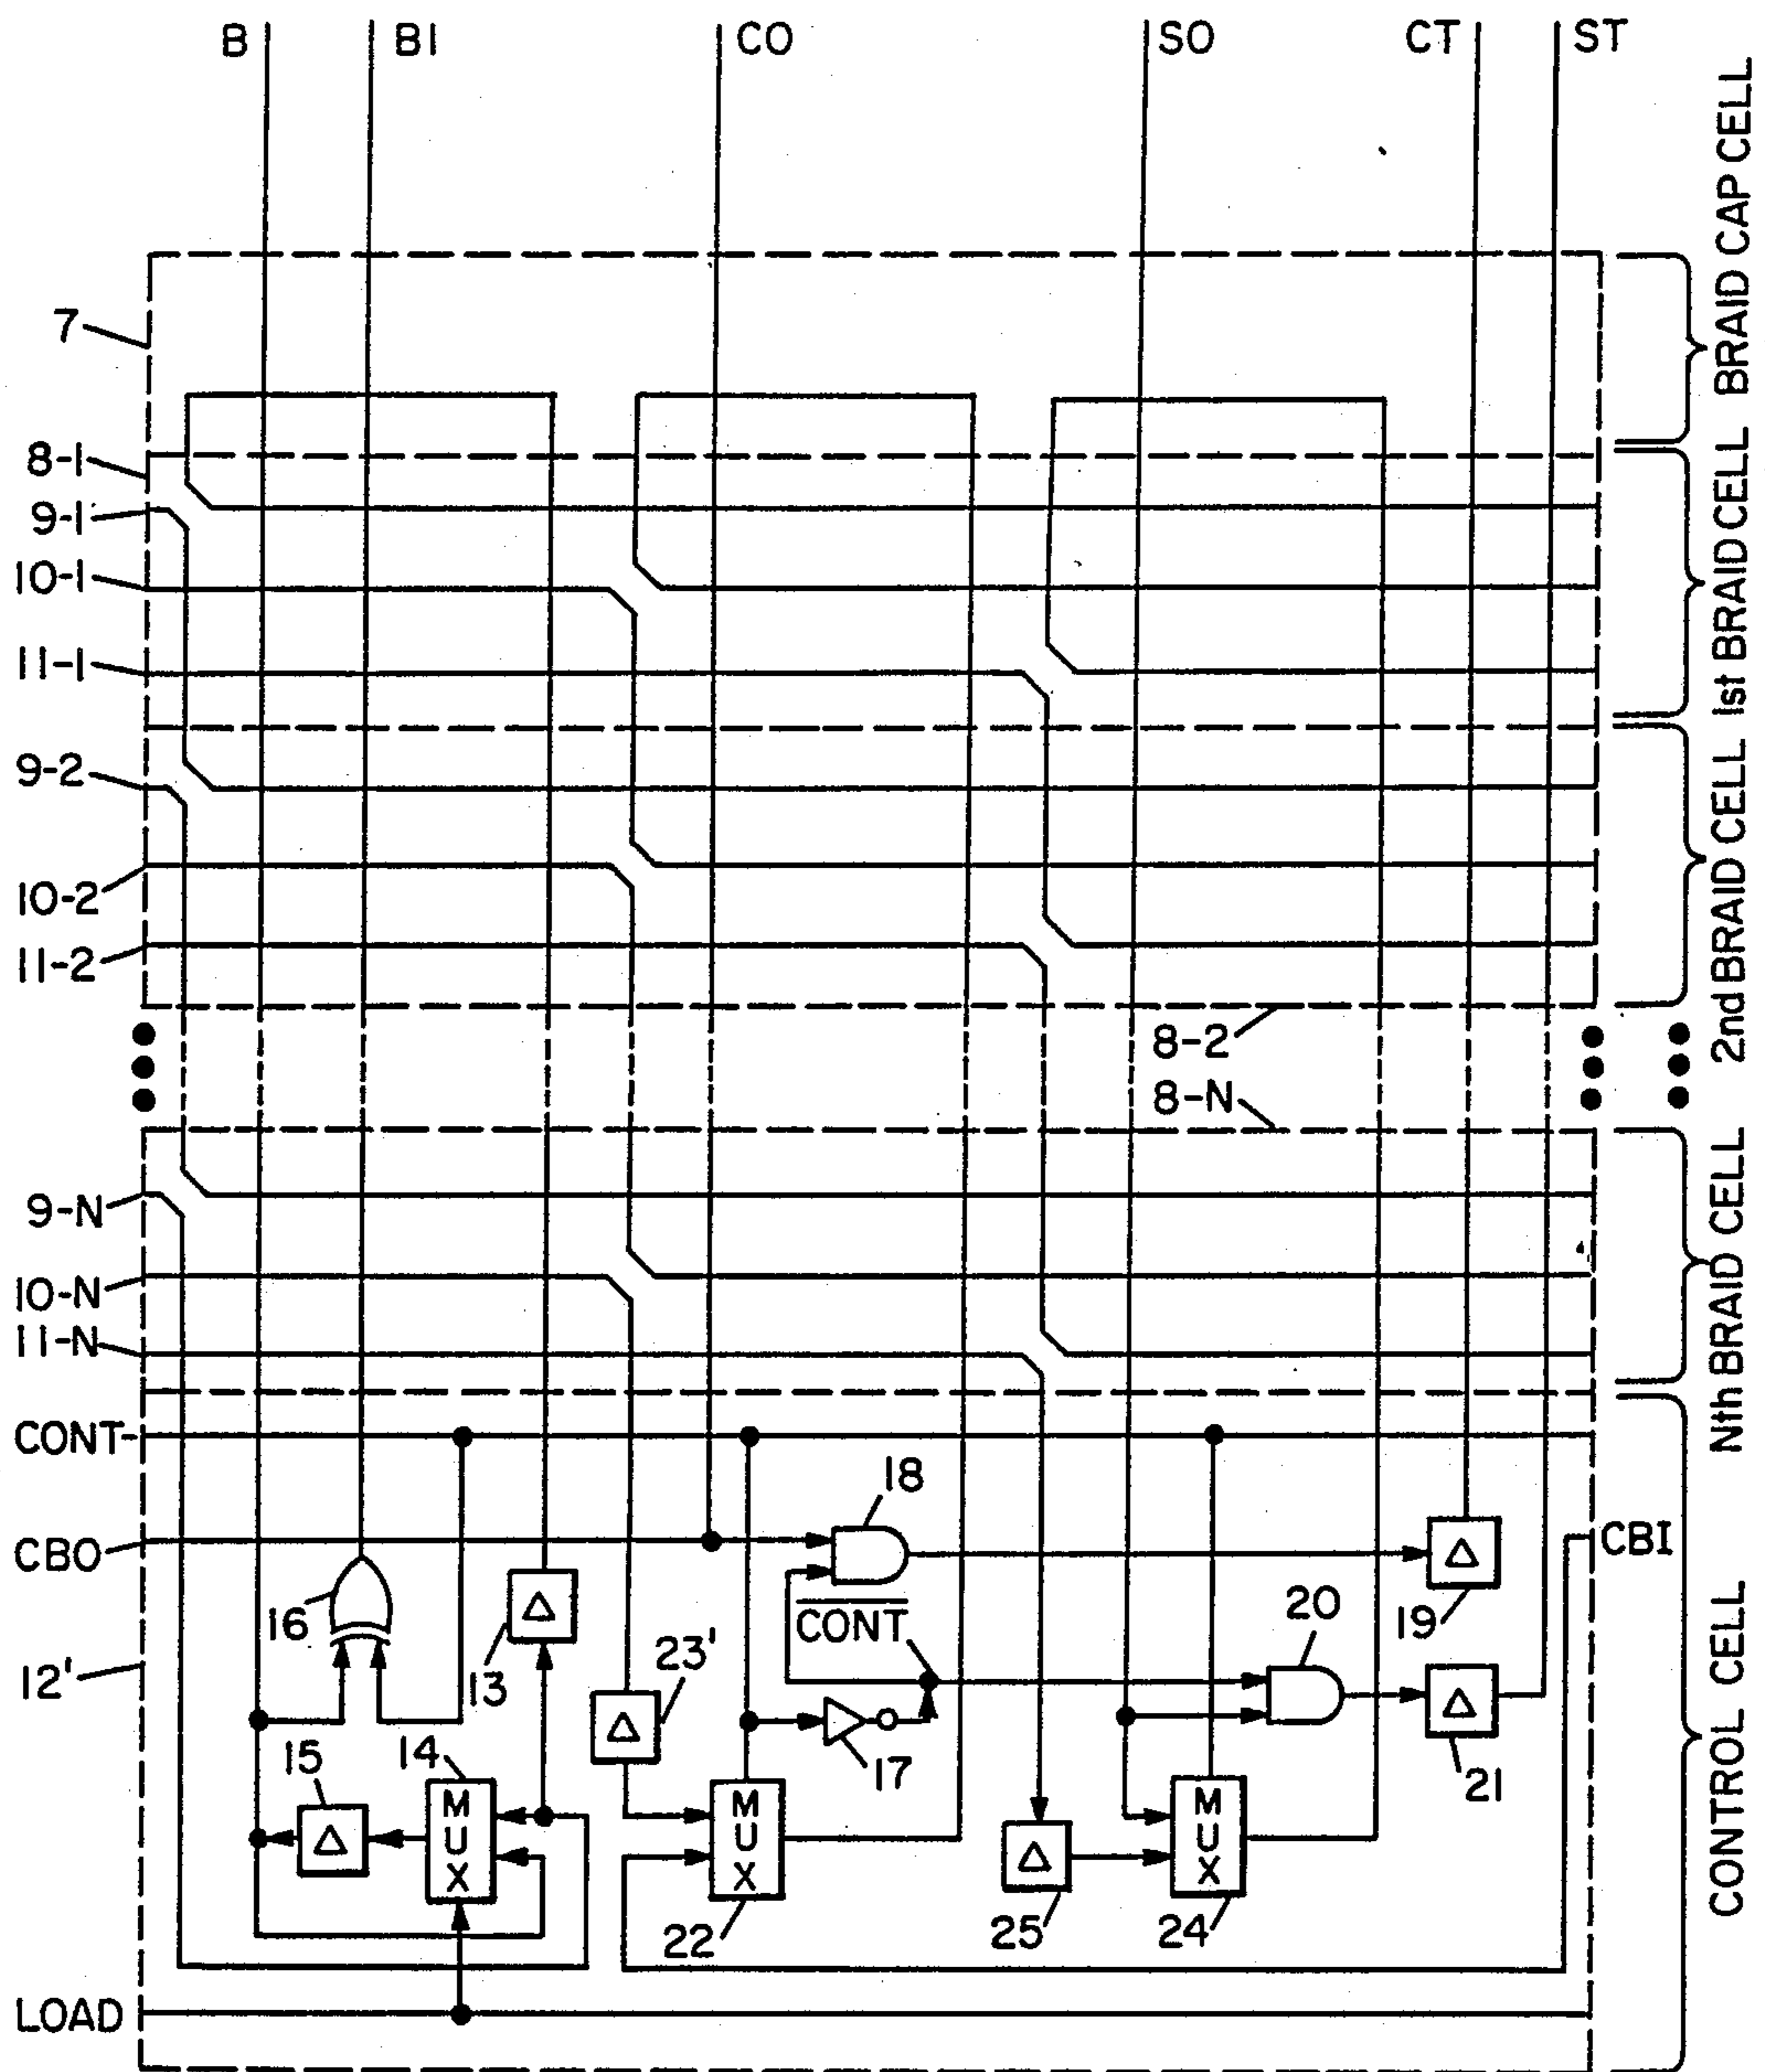 B
BI
CO
SO
CT
ST
7
8-1
9-1
10-1
11-1
9-2
10-2
11-2
8-2
8-N
9-N
10-N
11-N
BRAID CAP CELL
1st BRAID CELL
2nd BRAID CELL
Nth BRAID CELL
CONTROL CELL
CONT
CBO
CBI
18
16
13
Δ
23'
Δ
CONT
20
19
Δ
12'
15
Δ
14
MUX
17
MUX
22
25
Δ
24
MUX
21
Δ
LOAD